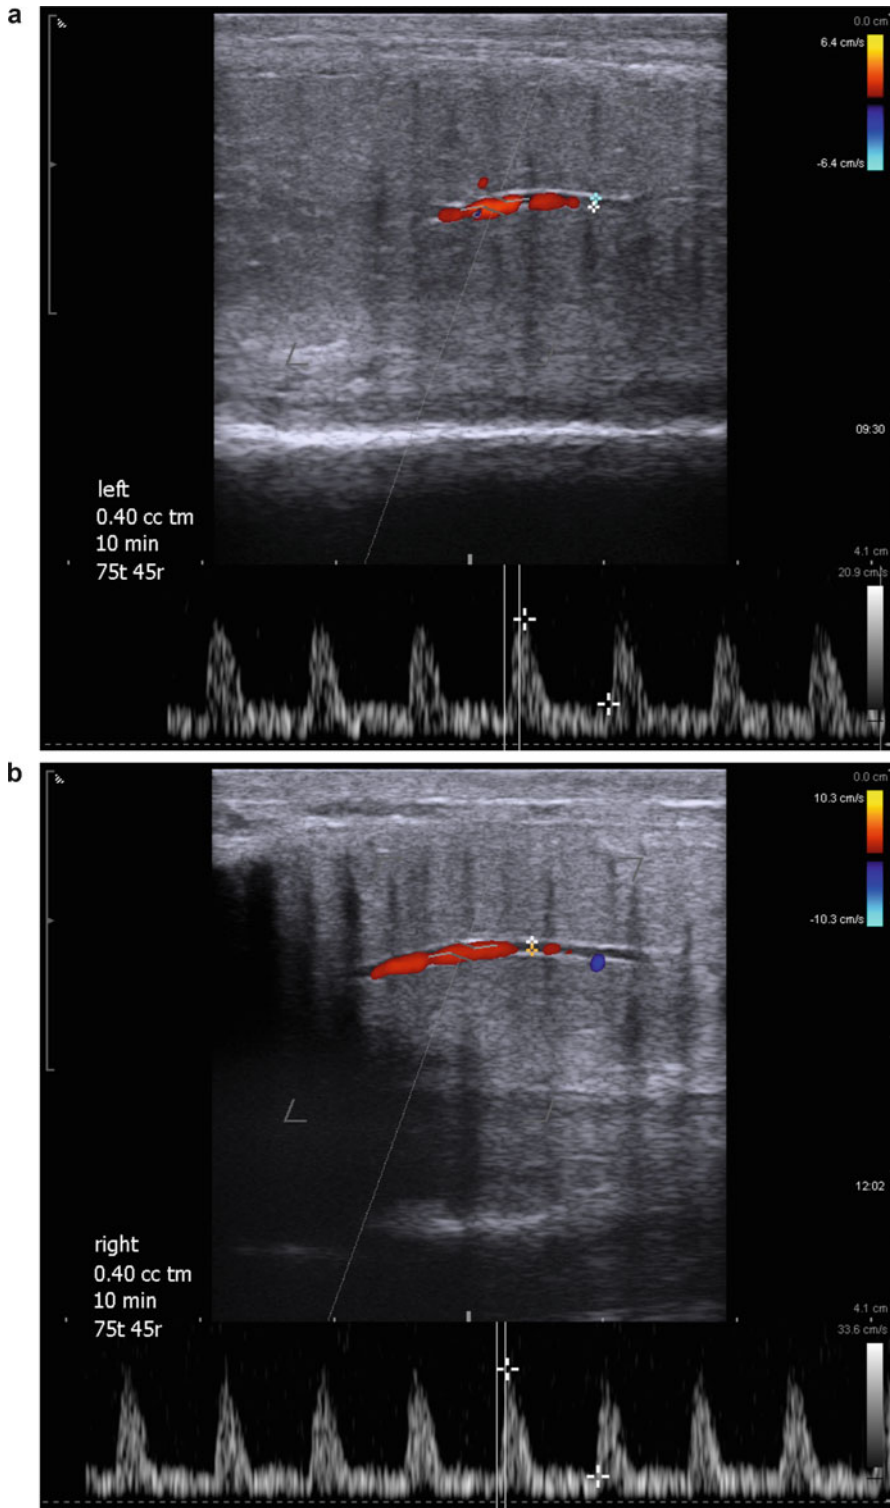 a
0.0 cm
6.4 cm/s
-6.4 cm/s
09:30
left
0.40 cc tm
10 min
75t 45r
4.1 cm
20.9 cm/s
b
0.0 cm
10.3 cm/s
-10.3 cm/s
12:02
right
0.40 cc tm
10 min
75t 45r
4.1 cm
33.6 cm/s